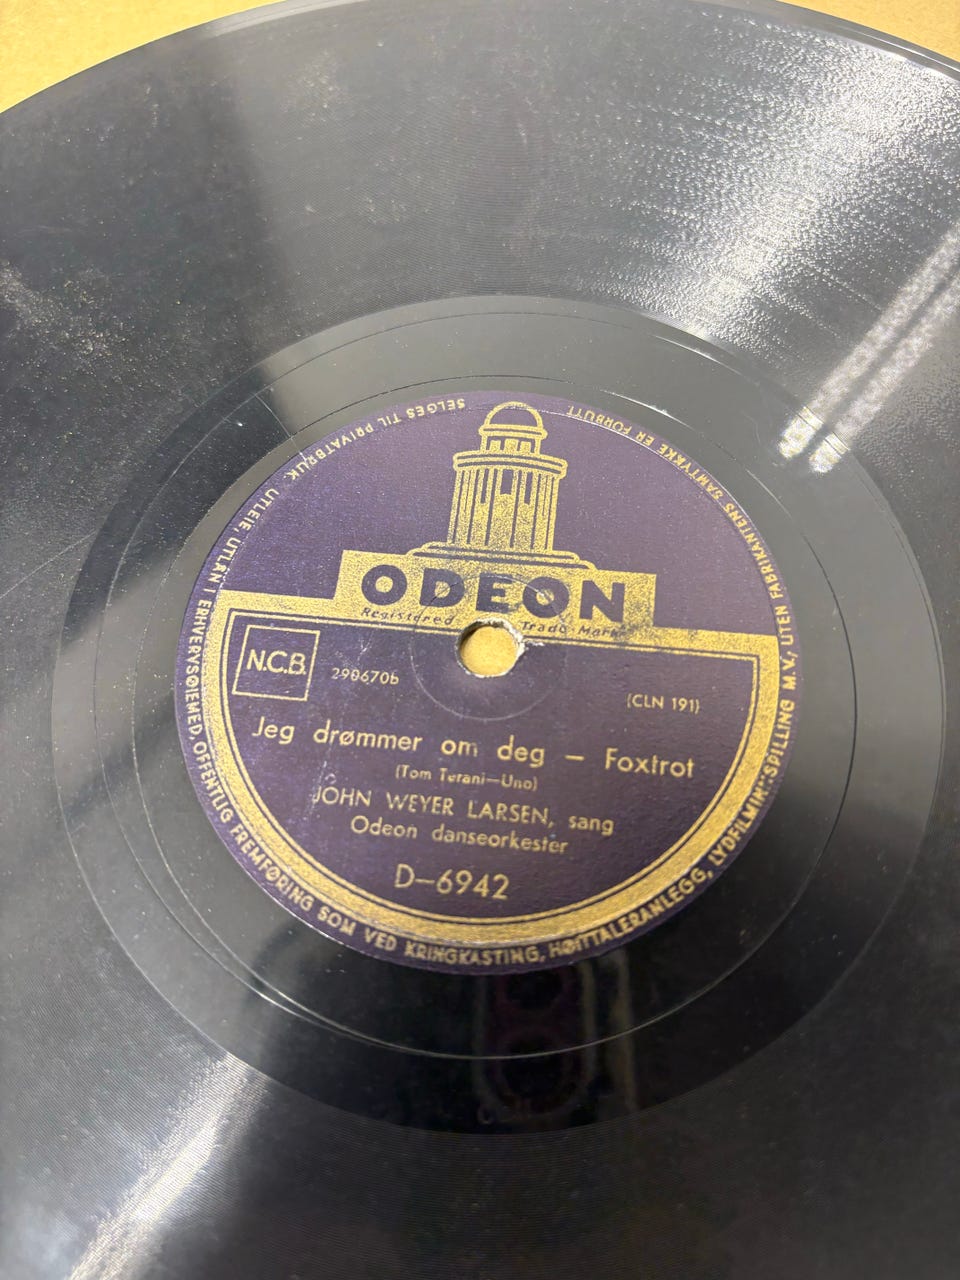 SELGES TIL PRIVATBRUK. UTLEIE, UTLÅN I ERHVERVSØIEMED, OFFENTLIG FREMFØRING SOM VED KRINGKASTING, HØITTALERANLEGG, LYDFILMINNSPILLING M.V., UTEN FABRIKANTENS SAMTYKKE ER FORBUTT
ODEON
Registered Trade Mark
N.C.B.
298670b
(CLN 191)
Jeg drømmer om deg — Foxtrot
(Tom Terani—Uno)
JOHN WEYER LARSEN, sang
Odeon danseorkester
D—6942